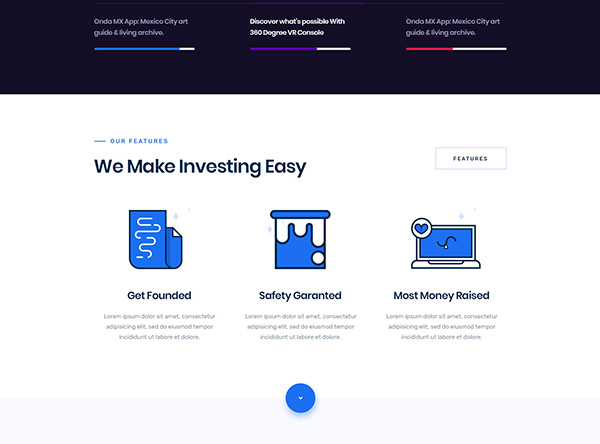 Onda MX App: Mexico City art
guide & living archive.
Discover what's possible With
360 Degree VR Console
Onda MX App: Mexico City art
guide & living archive.
OUR FEATURES
We Make Investing Easy
FEATURES
Get Founded
Lorem ipsum dolor sit amet, consectetur
adipisicing elit, sed do eiusmod tempor
incididunt ut labore et dolore.
Safety Garanted
Lorem ipsum dolor sit amet, consectetur
adipisicing elit, sed do eiusmod tempor
incididunt ut labore et dolore.
Most Money Raised
Lorem ipsum dolor sit amet, consectetur
adipisicing elit, sed do eiusmod tempor
incididunt ut labore et dolore.